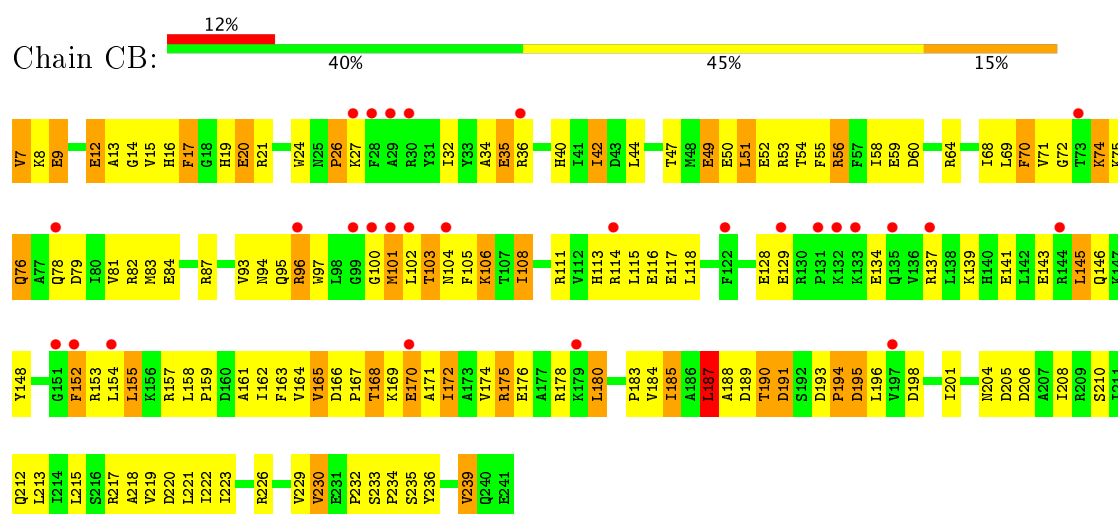 12%
Chain CB:
40% 45% 15%
V7 K8 E9 E12 A13 G14 V15 H16 F17 G18 H19 E20 R21 W24 N25 P26 K27 F28 A29 R30 Y31 I32 Y33 A34 E35 R36 H40 I41 I42 D43 L44 T47 M48 E49 E50 L51 E52 R53 T54 F55 R56 F57 I58 E59 D60 R64 I68 L69 F70 V71 G72 T73 K74 K75
Q76 A77 Q78 D79 I80 V81 R82 M83 E84 R87 V93 N94 Q95 R96 W97 L98 G99 G100 M101 L102 T103 N104 F105 K106 T107 I108 R111 V112 H113 R114 L115 E116 E117 L118 F122 E128 E129 R130 P131 K132 K133 E134 Q135 V136 R137 L138 K139 H140 E141 L142 E143 R144 L145 Q146 K147
Y148 G151 F152 R153 L154 L155 K156 R157 L158 P159 D160 A161 I162 F163 V164 V165 D166 P167 T168 K169 E170 A171 I172 A173 V174 R175 E176 A177 R178 K179 L180 P183 V184 I185 A186 L187 A188 D189 T190 D191 S192 D193 P194 D195 L196 V197 D198 I201 N204 D205 D206 A207 I208 R209 S210 I211
Q212 L213 I214 L215 S216 R217 A218 V219 D220 L221 I222 I223 R226 V229 V230 E231 P232 S233 P234 S235 Y236 V239 Q240 E241